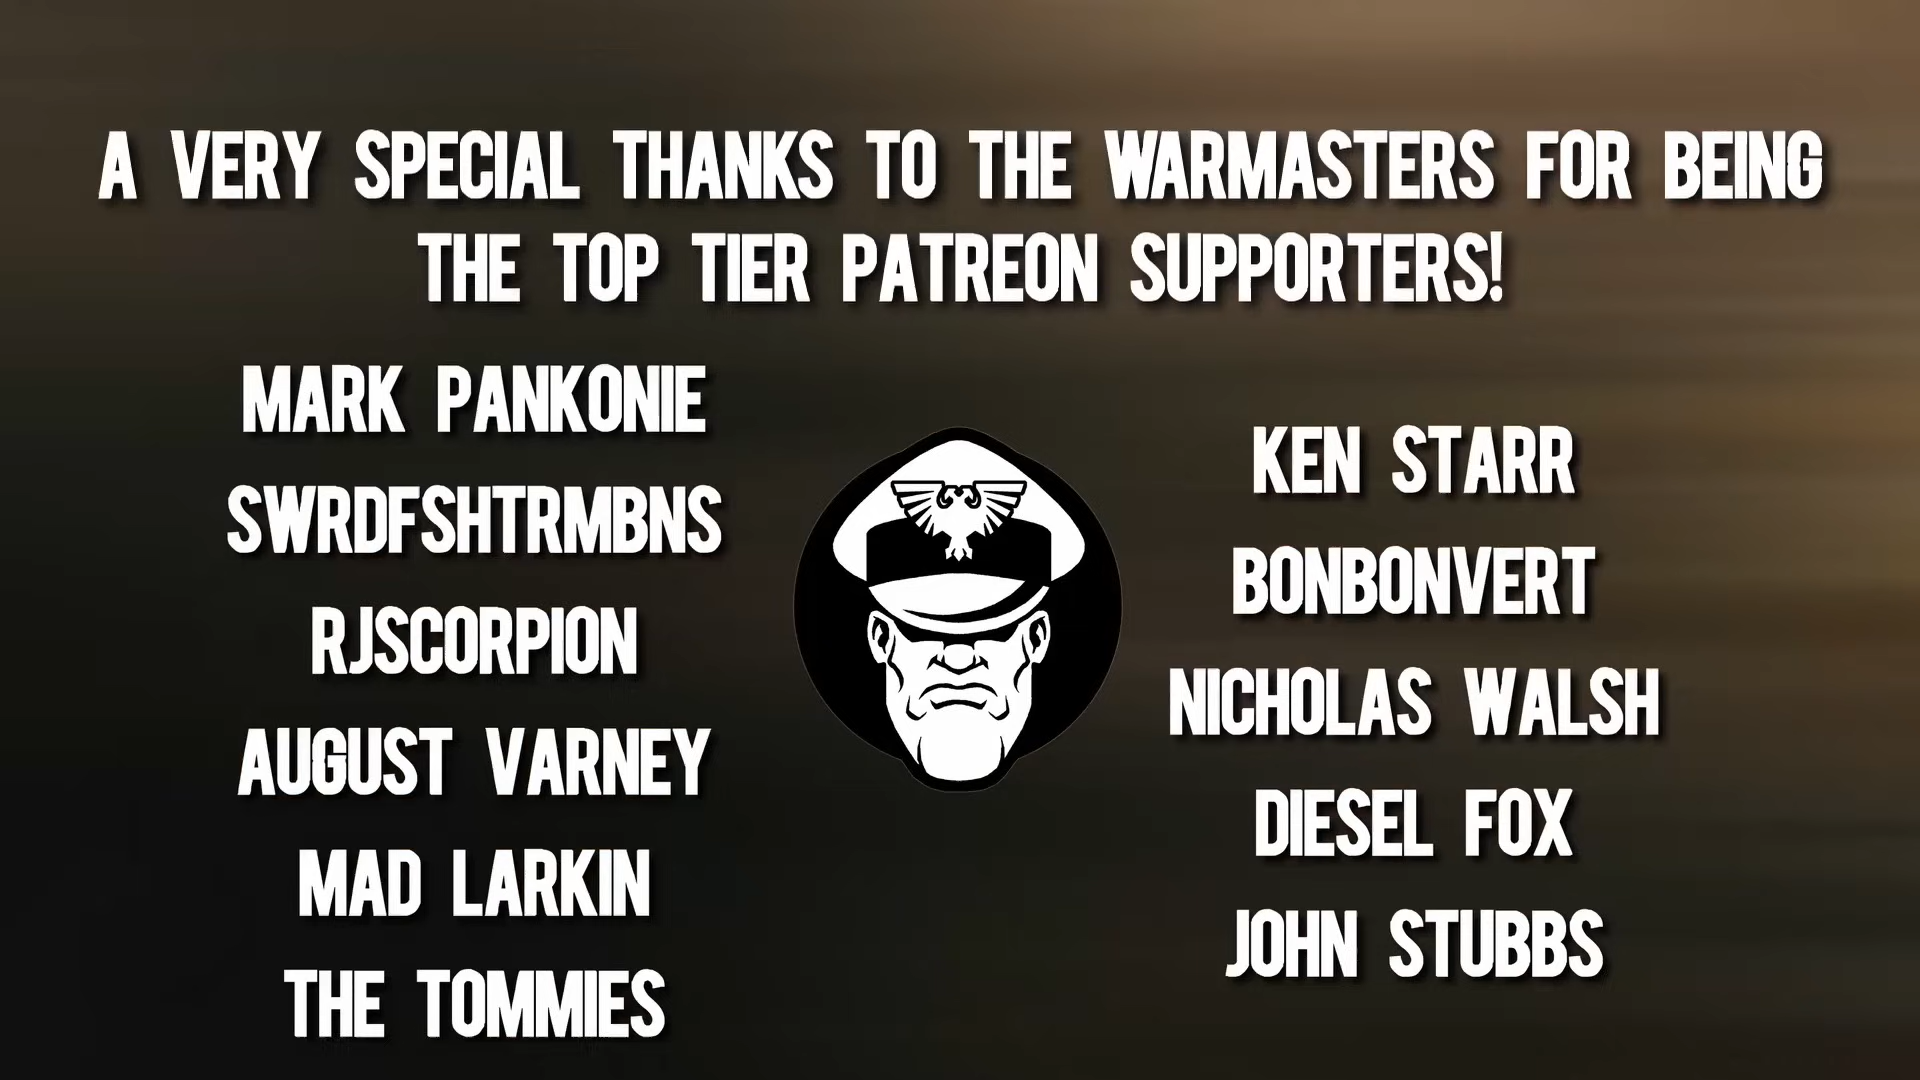 A VERY SPECIAL THANKS TO THE WARMASTERS FOR BEING
THE TOP TIER PATREON SUPPORTERS!
MARK PANKONIE
SWRDFSHTRMBNS
RJSCORPION
AUGUST VARNEY
MAD LARKIN
THE TOMMIES
KEN STARR
BONBONVERT
NICHOLAS WALSH
DIESEL FOX
JOHN STUBBS